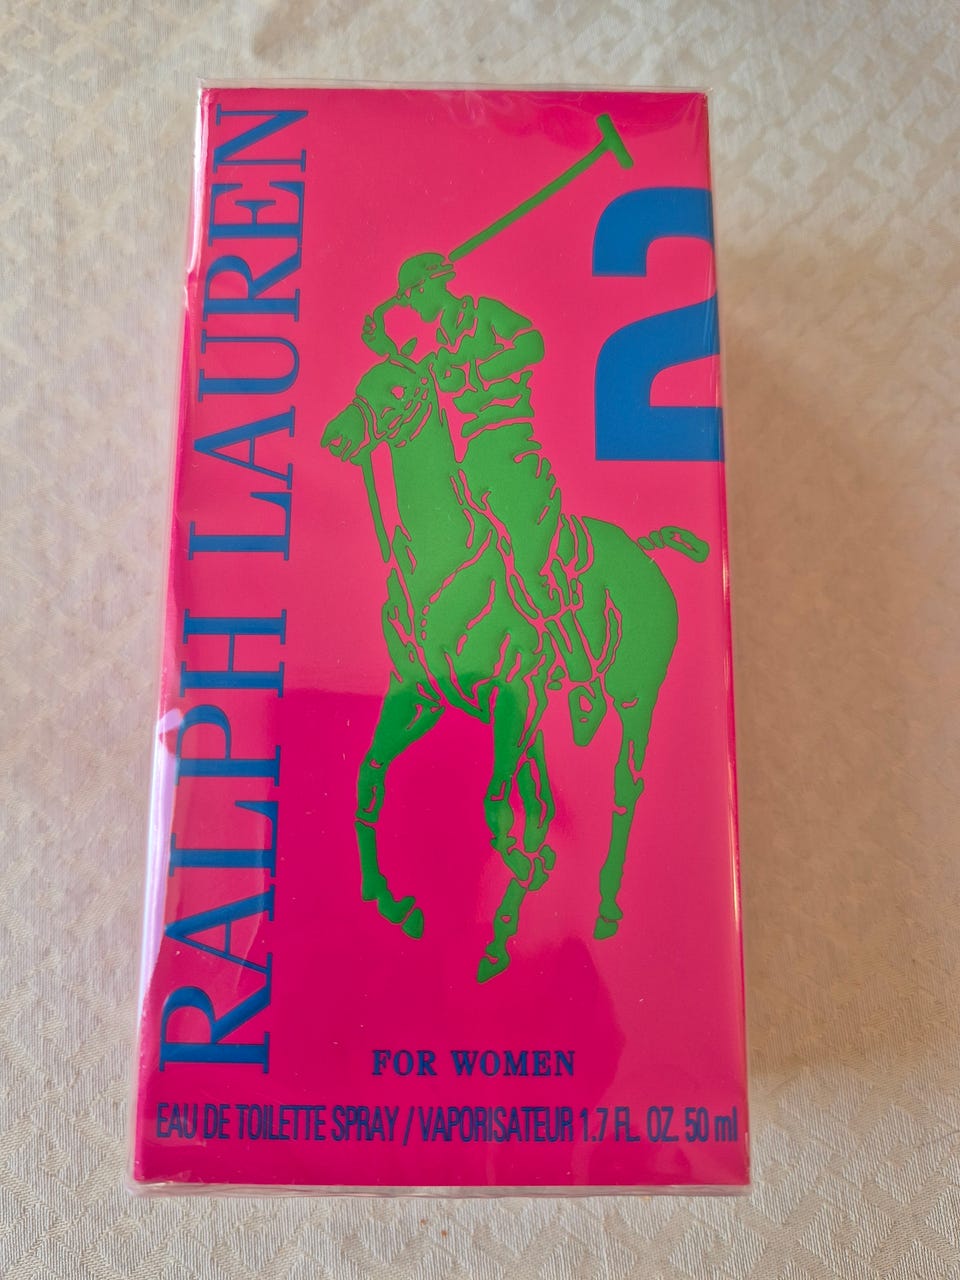 RALPH LAUREN
2
FOR WOMEN
EAU DE TOILETTE SPRAY / VAPORISATEUR 1.7 FL. OZ. 50 ml